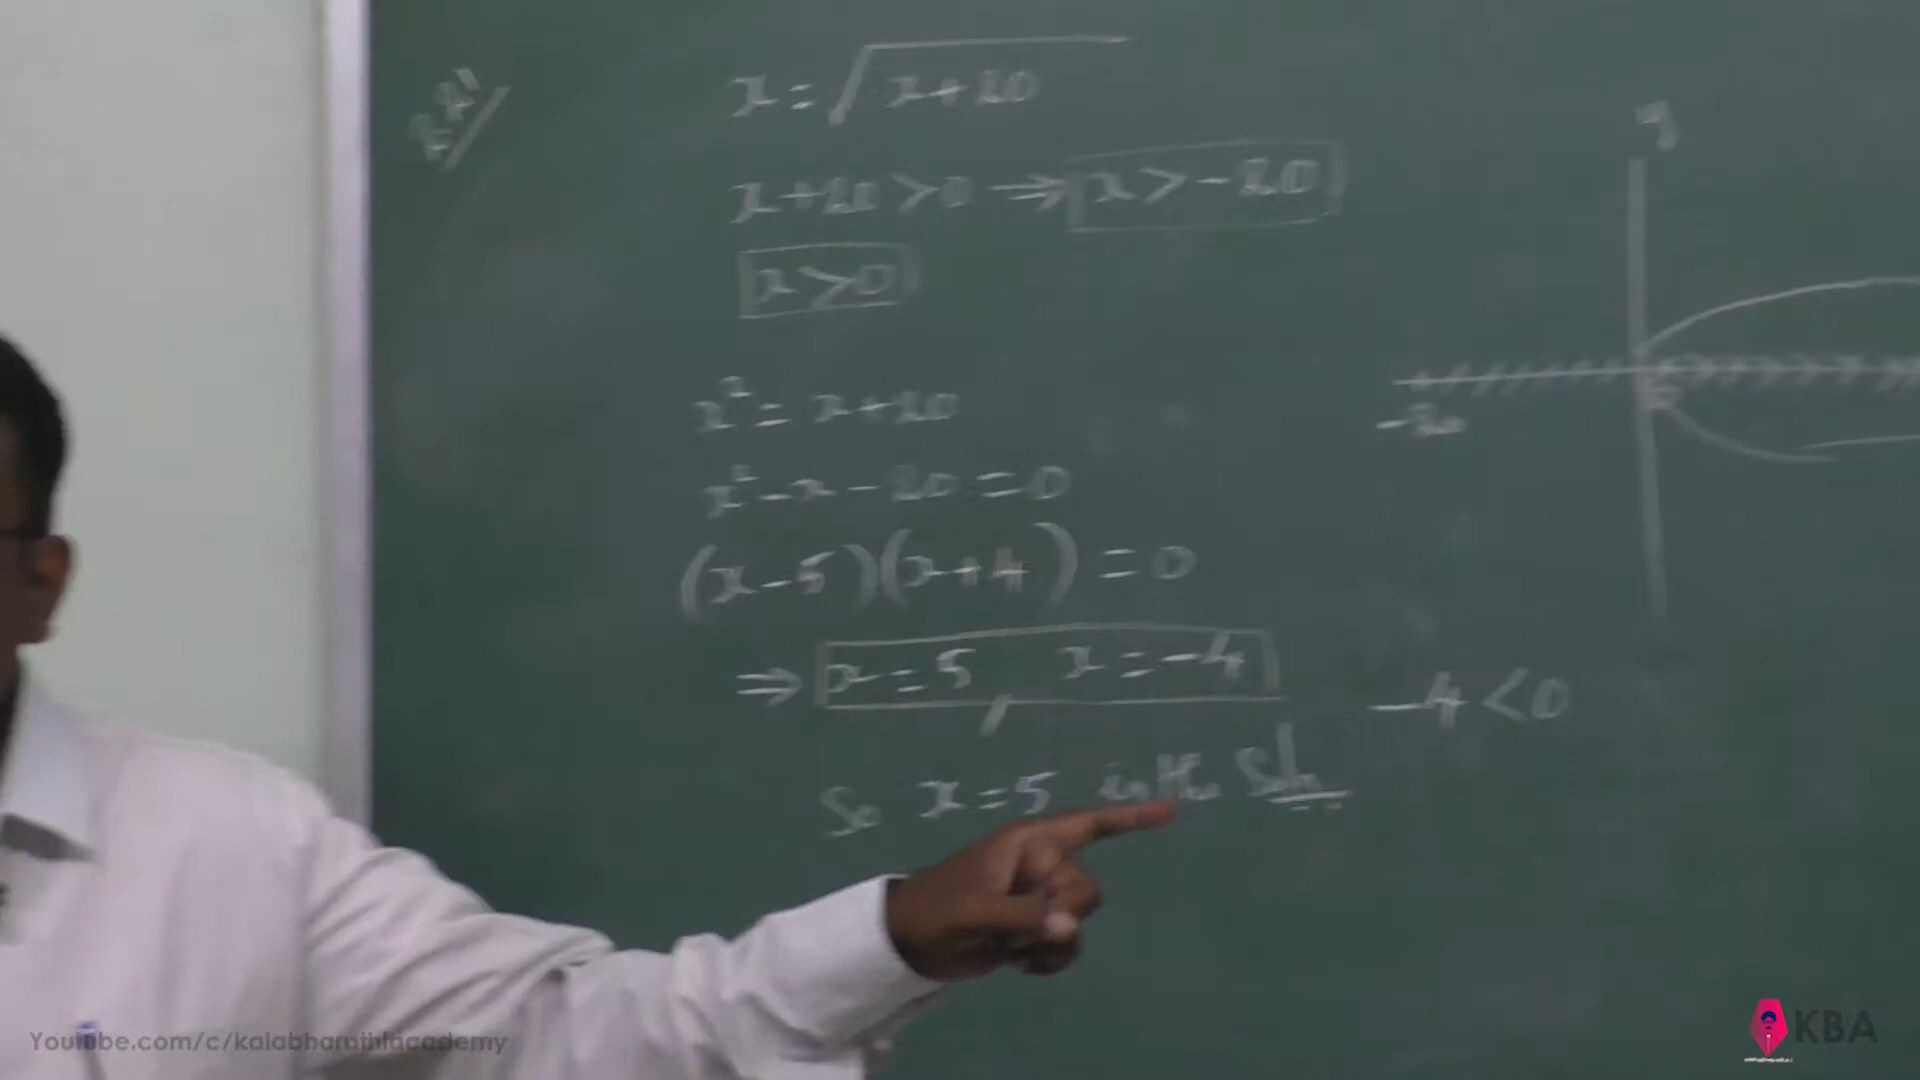 x = √x+20
x+20 > 0 ⇒ x > -20
x > 0
x² = x+20
x² - x - 20 = 0
(x-5)(x+4) = 0
⇒ x = 5, x = -4
-4 < 0
So x = 5 is the Soln
y
-20
Youtube.com/c/kalabharathiacademy
KBA